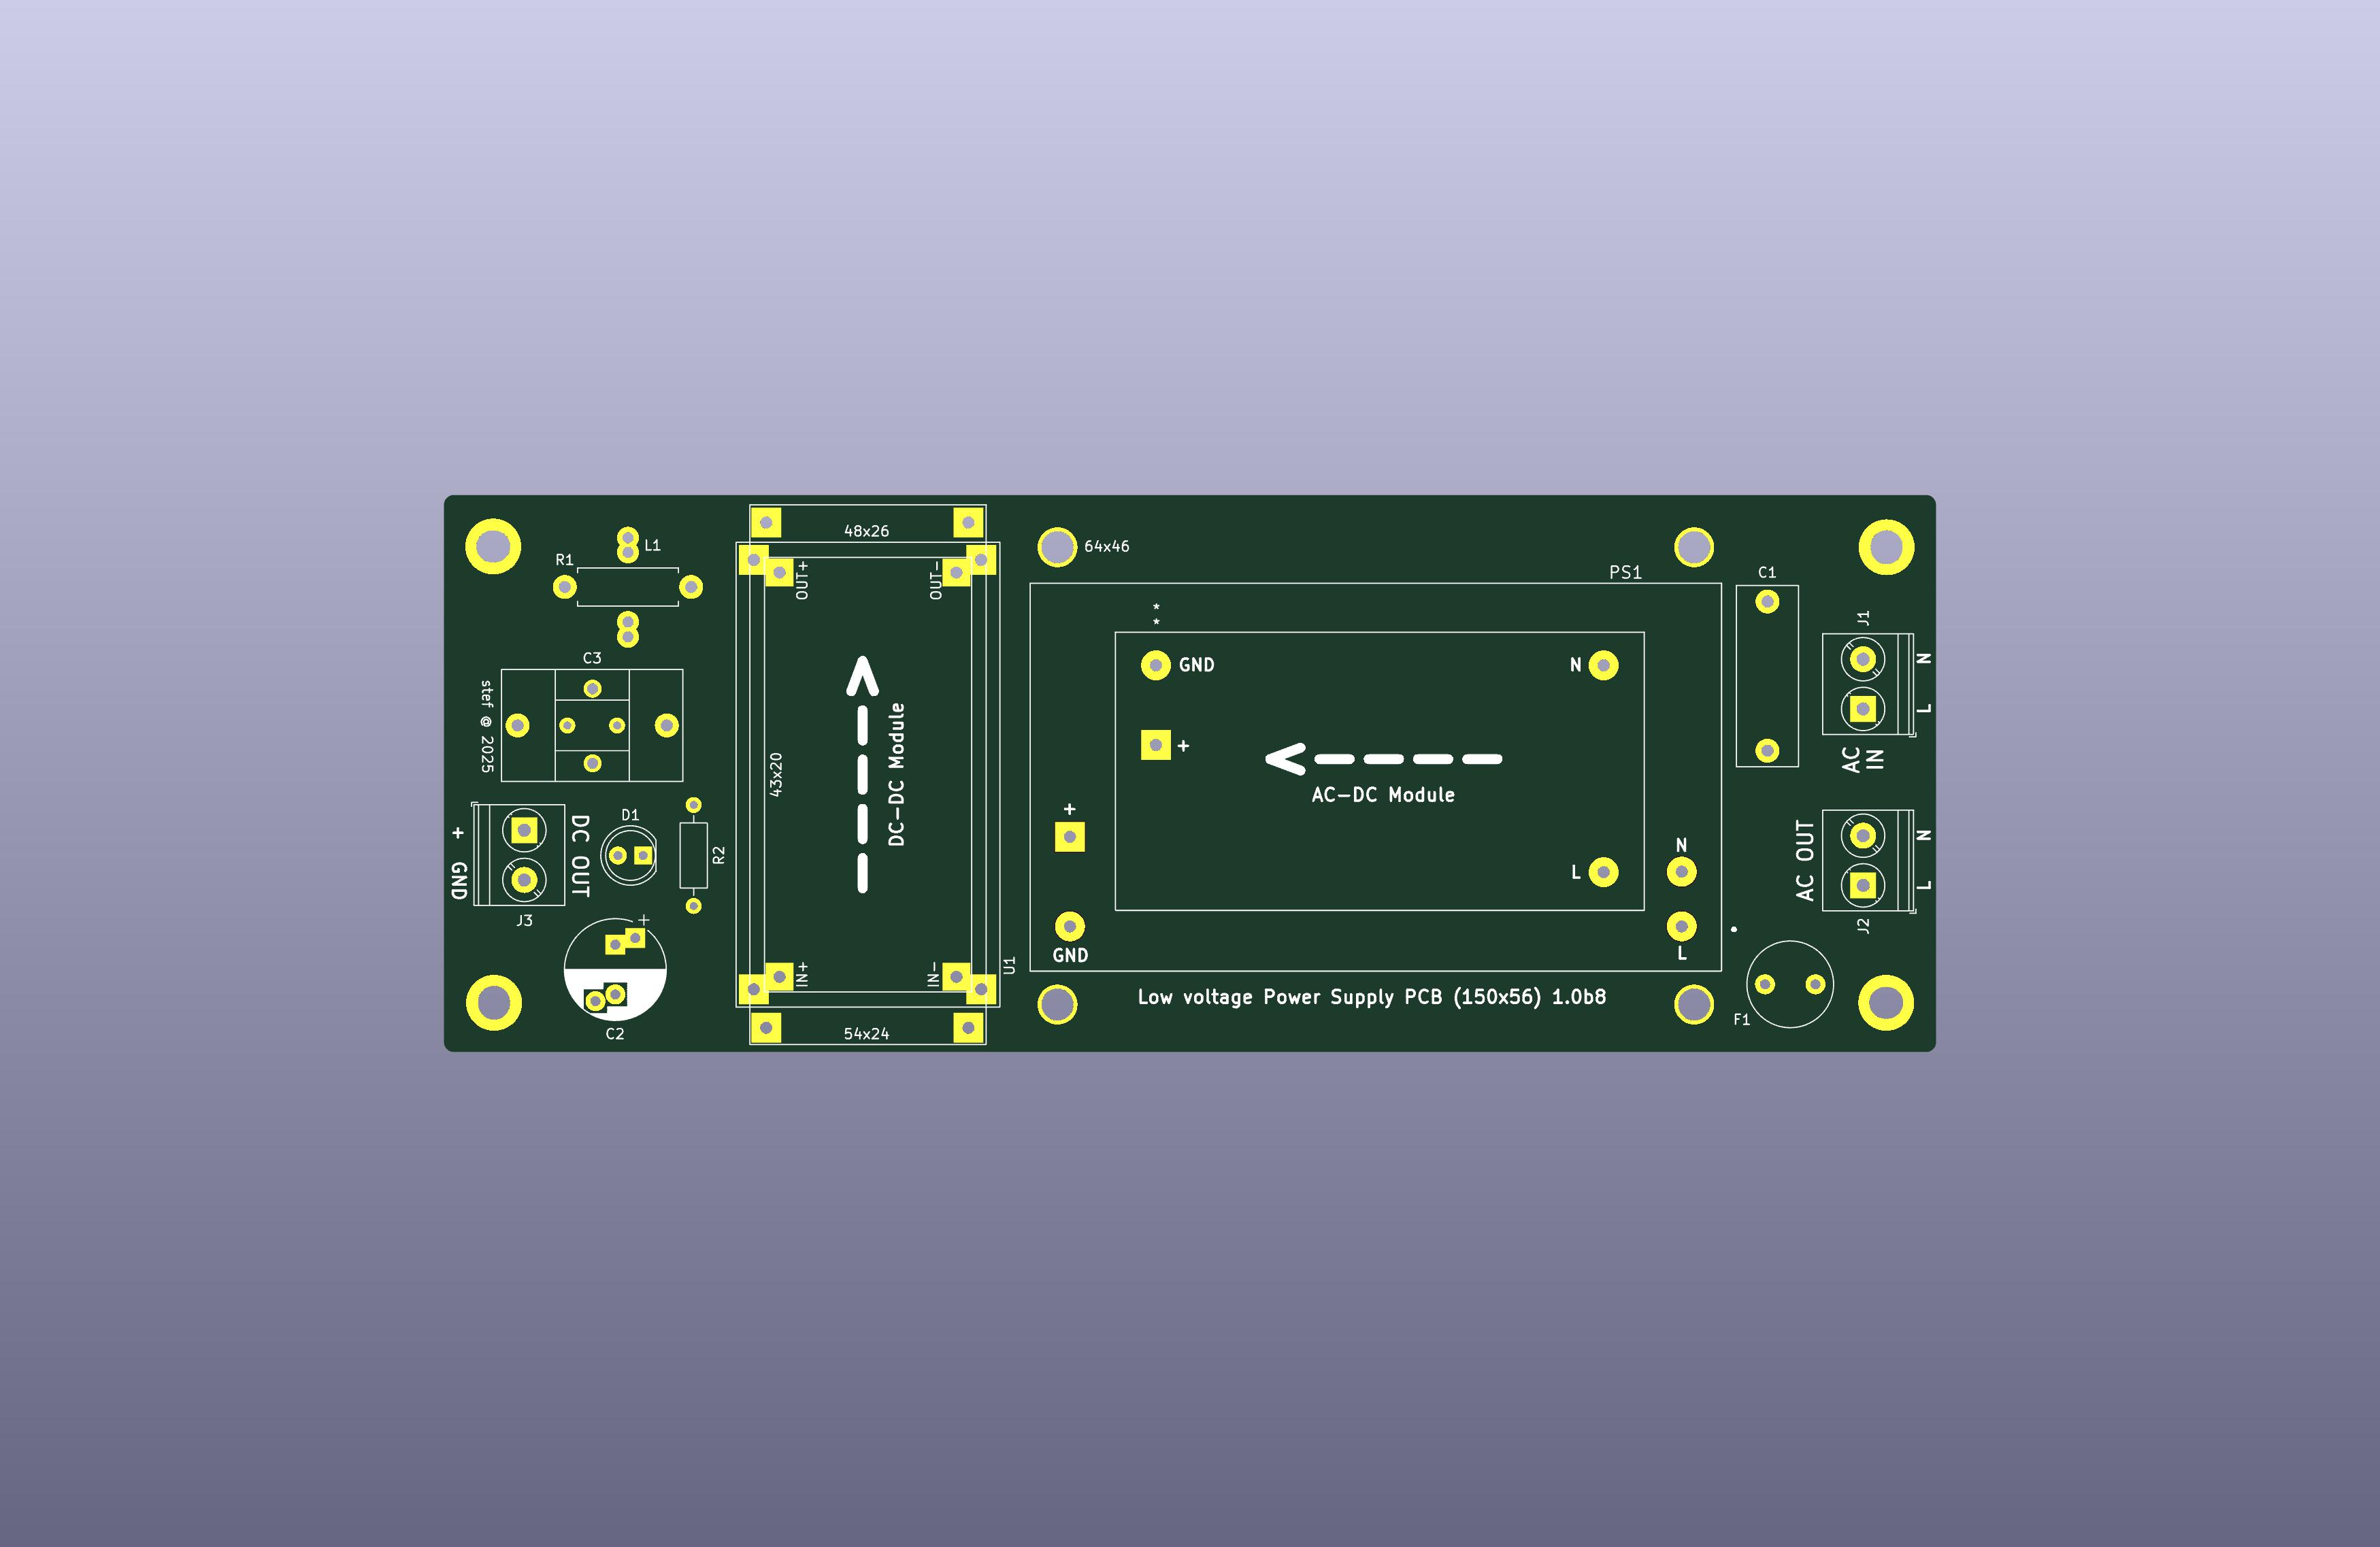 48x26
L1
R1
OUT+
OUT-
64x46
PS1
C1
*
*
J1
C3
GND
N
N
L
stef @ 2025
+
AC
IN
DC-DC Module
43x20
AC-DC Module
+
D1
DC OUT
+
GND
R2
N
L
AC OUT
N
L
J3
+
J2
GND
L
IN+
IN-
U1
Low voltage Power Supply PCB (150x56) 1.0b8
F1
C2
54x24